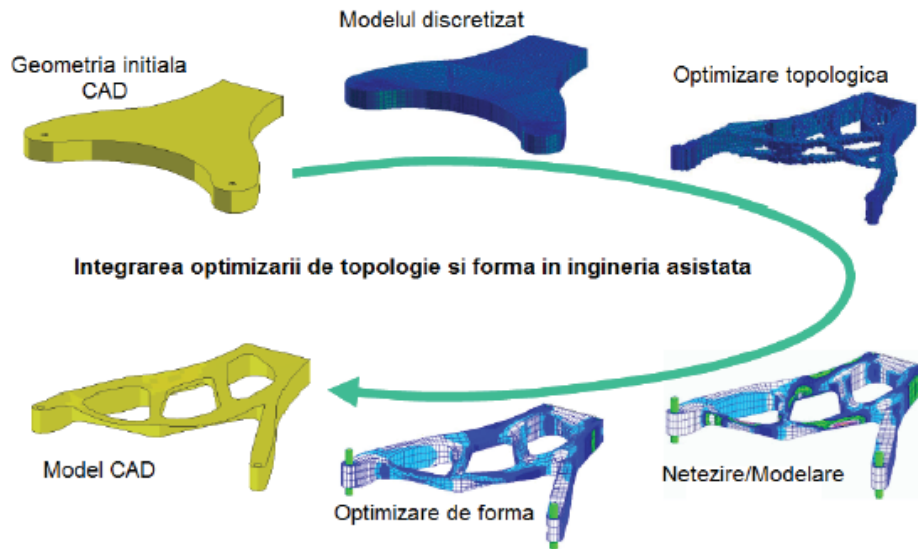 Modelul discretizat
Geometria initiala
CAD
Optimizare topologica
Integrarea optimizarii de topologie si forma in ingineria asistata
Model CAD
Optimizare de forma
Netezire/Modelare